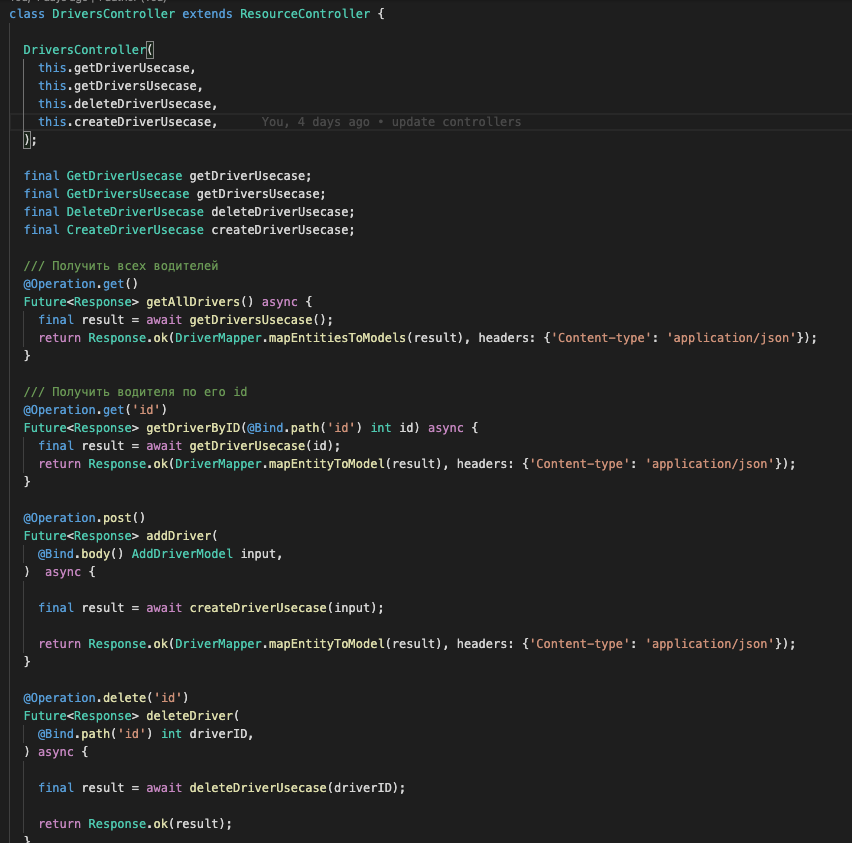 class DriversController extends ResourceController {
DriversController(
this.getDriverUsecase,
this.getDriversUsecase,
this.deleteDriverUsecase,
this.createDriverUsecase, You, 4 days ago • update controllers
);
final GetDriverUsecase getDriverUsecase;
final GetDriversUsecase getDriversUsecase;
final DeleteDriverUsecase deleteDriverUsecase;
final CreateDriverUsecase createDriverUsecase;
/// Получить всех водителей
@Operation.get()
Future<Response> getAllDrivers() async {
final result = await getDriversUsecase();
return Response.ok(DriverMapper.mapEntitiesToModels(result), headers: {'Content-type': 'application/json'});
}
/// Получить водителя по его id
@Operation.get('id')
Future<Response> getDriverByID(@Bind.path('id') int id) async {
final result = await getDriverUsecase(id);
return Response.ok(DriverMapper.mapEntityToModel(result), headers: {'Content-type': 'application/json'});
}
@Operation.post()
Future<Response> addDriver(
@Bind.body() AddDriverModel input,
) async {
final result = await createDriverUsecase(input);
return Response.ok(DriverMapper.mapEntityToModel(result), headers: {'Content-type': 'application/json'});
}
@Operation.delete('id')
Future<Response> deleteDriver(
@Bind.path('id') int driverID,
) async {
final result = await deleteDriverUsecase(driverID);
return Response.ok(result);
}